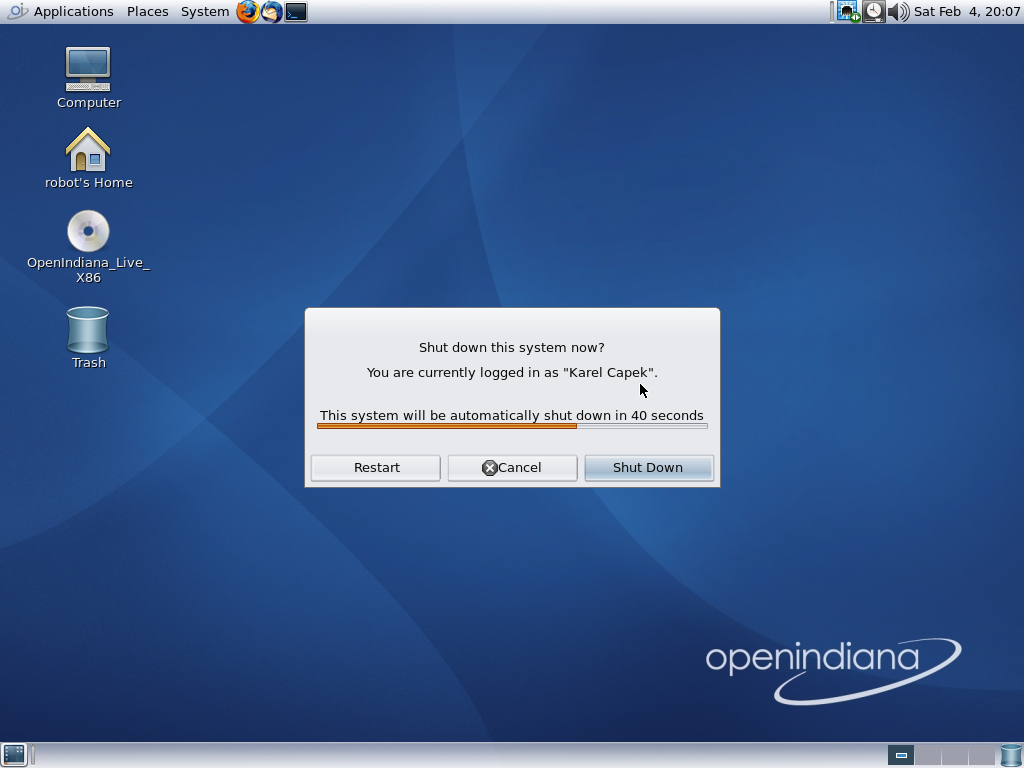 Applications Places System Sat Feb 4, 20:07
Computer
robot's Home
OpenIndiana_Live_
X86
Trash
Shut down this system now?
You are currently logged in as "Karel Capek".
This system will be automatically shut down in 40 seconds
Restart Cancel Shut Down
openindiana